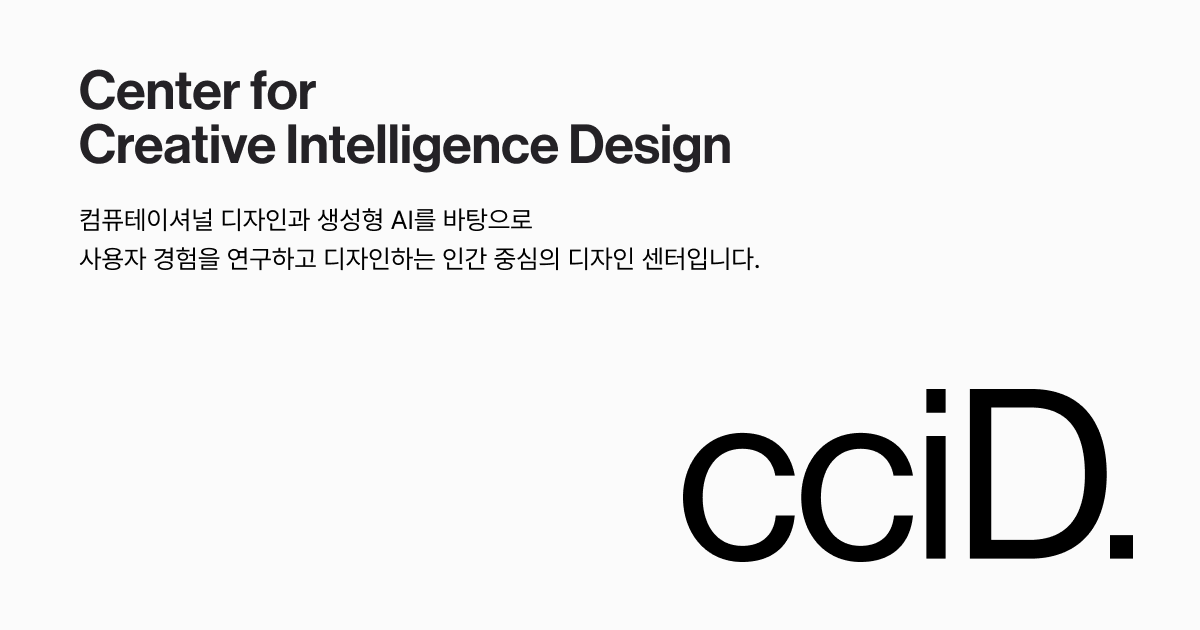 Center for
Creative Intelligence Design
컴퓨테이셔널 디자인과 생성형 AI를 바탕으로
사용자 경험을 연구하고 디자인하는 인간 중심의 디자인 센터입니다.
cciD.